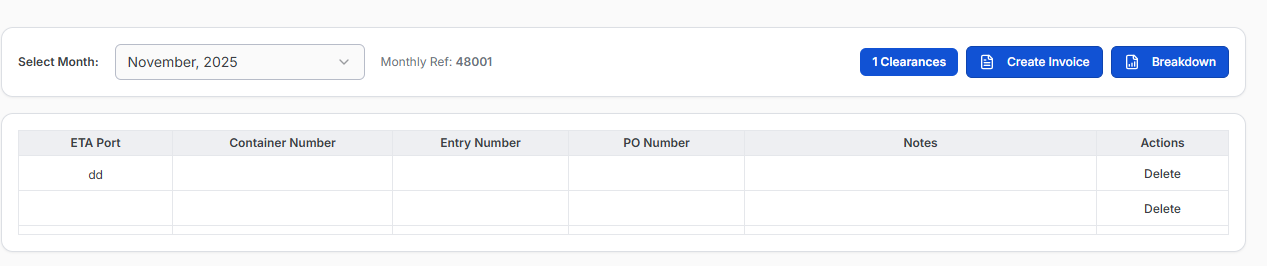 Select Month: November, 2025 Monthly Ref: 48001 1 Clearances Create Invoice Breakdown
ETA Port Container Number Entry Number PO Number Notes Actions
dd Delete
Delete